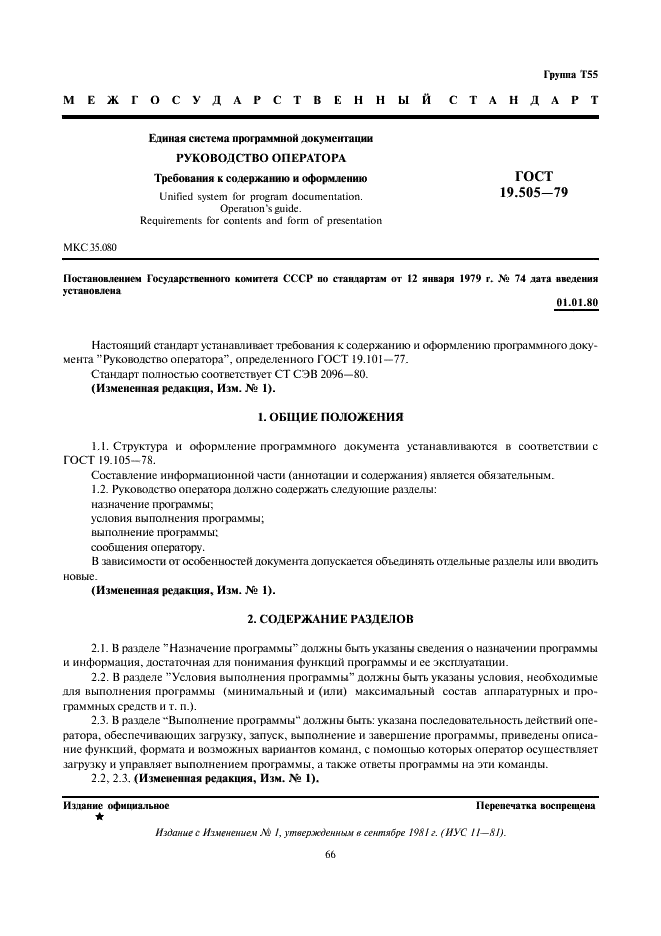 Группа Т55
МЕЖГОСУДАРСТВЕННЫЙ СТАНДАРТ
Единая система программной документации
РУКОВОДСТВО ОПЕРАТОРА
Требования к содержанию и оформлению
Unified system for program documentation.
Operation's guide.
Requirements for contents and form of presentation
ГОСТ
19.505—79
МКС 35.080
Постановлением Государственного комитета СССР по стандартам от 12 января 1979 г. № 74 дата введения
установлена
01.01.80
Настоящий стандарт устанавливает требования к содержанию и оформлению программного доку-
мента ”Руководство оператора”, определенного ГОСТ 19.101—77.
Стандарт полностью соответствует СТ СЭВ 2096—80.
(Измененная редакция, Изм. № 1).
1. ОБЩИЕ ПОЛОЖЕНИЯ
1.1. Структура и оформление программного документа устанавливаются в соответствии с
ГОСТ 19.105—78.
Составление информационной части (аннотации и содержания) является обязательным.
1.2. Руководство оператора должно содержать следующие разделы:
назначение программы;
условия выполнения программы;
выполнение программы;
сообщения оператору.
В зависимости от особенностей документа допускается объединять отдельные разделы или вводить
новые.
(Измененная редакция, Изм. № 1).
2. СОДЕРЖАНИЕ РАЗДЕЛОВ
2.1. В разделе ”Назначение программы” должны быть указаны сведения о назначении программы
и информация, достаточная для понимания функций программы и ее эксплуатации.
2.2. В разделе ”Условия выполнения программы” должны быть указаны условия, необходимые
для выполнения программы (минимальный и (или) максимальный состав аппаратурных и про-
граммных средств и т. п.).
2.3. В разделе “Выполнение программы“ должны быть: указана последовательность действий опе-
ратора, обеспечивающих загрузку, запуск, выполнение и завершение программы, приведены описа-
ние функций, формата и возможных вариантов команд, с помощью которых оператор осуществляет
загрузку и управляет выполнением программы, а также ответы программы на эти команды.
2.2, 2.3. (Измененная редакция, Изм. № 1).
Издание официальное
Перепечатка воспрещена
★
Издание с Изменением № 1, утвержденным в сентябре 1981 г. (ИУС 11—81).
66